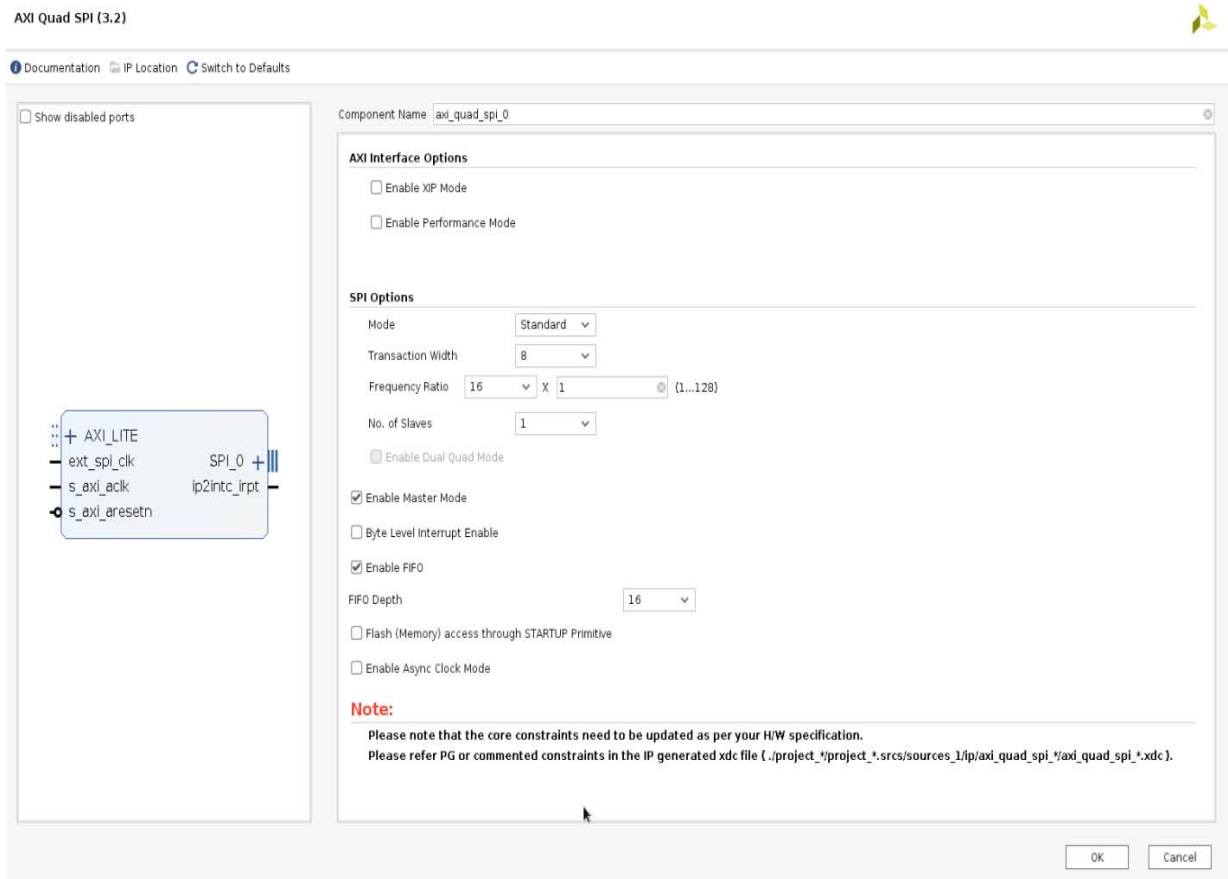 AXI Quad SPI (3.2)
Documentation IP Location Switch to Defaults
Show disabled ports
AXI_LITE
ext_spi_clk SPI_0
s_axi_aclk ip2intc_irpt
s_axi_aresetn
Component Name axi_quad_spi_0
AXI Interface Options
Enable XIP Mode
Enable Performance Mode
SPI Options
Mode Standard
Transaction Width 8
Frequency Ratio 16 X 1 (1...128)
No. of Slaves 1
Enable Dual Quad Mode
Enable Master Mode
Byte Level Interrupt Enable
Enable FIFO
FIFO Depth 16
Flash (Memory) access through STARTUP Primitive
Enable Async Clock Mode
Note:
Please note that the core constraints need to be updated as per your H/W specification.
Please refer PG or commented constraints in the IP generated xdc file ( ./project_*/project_*.srcs/sources_1/ip/axi_quad_spi_*/axi_quad_spi_*.xdc ).
OK Cancel